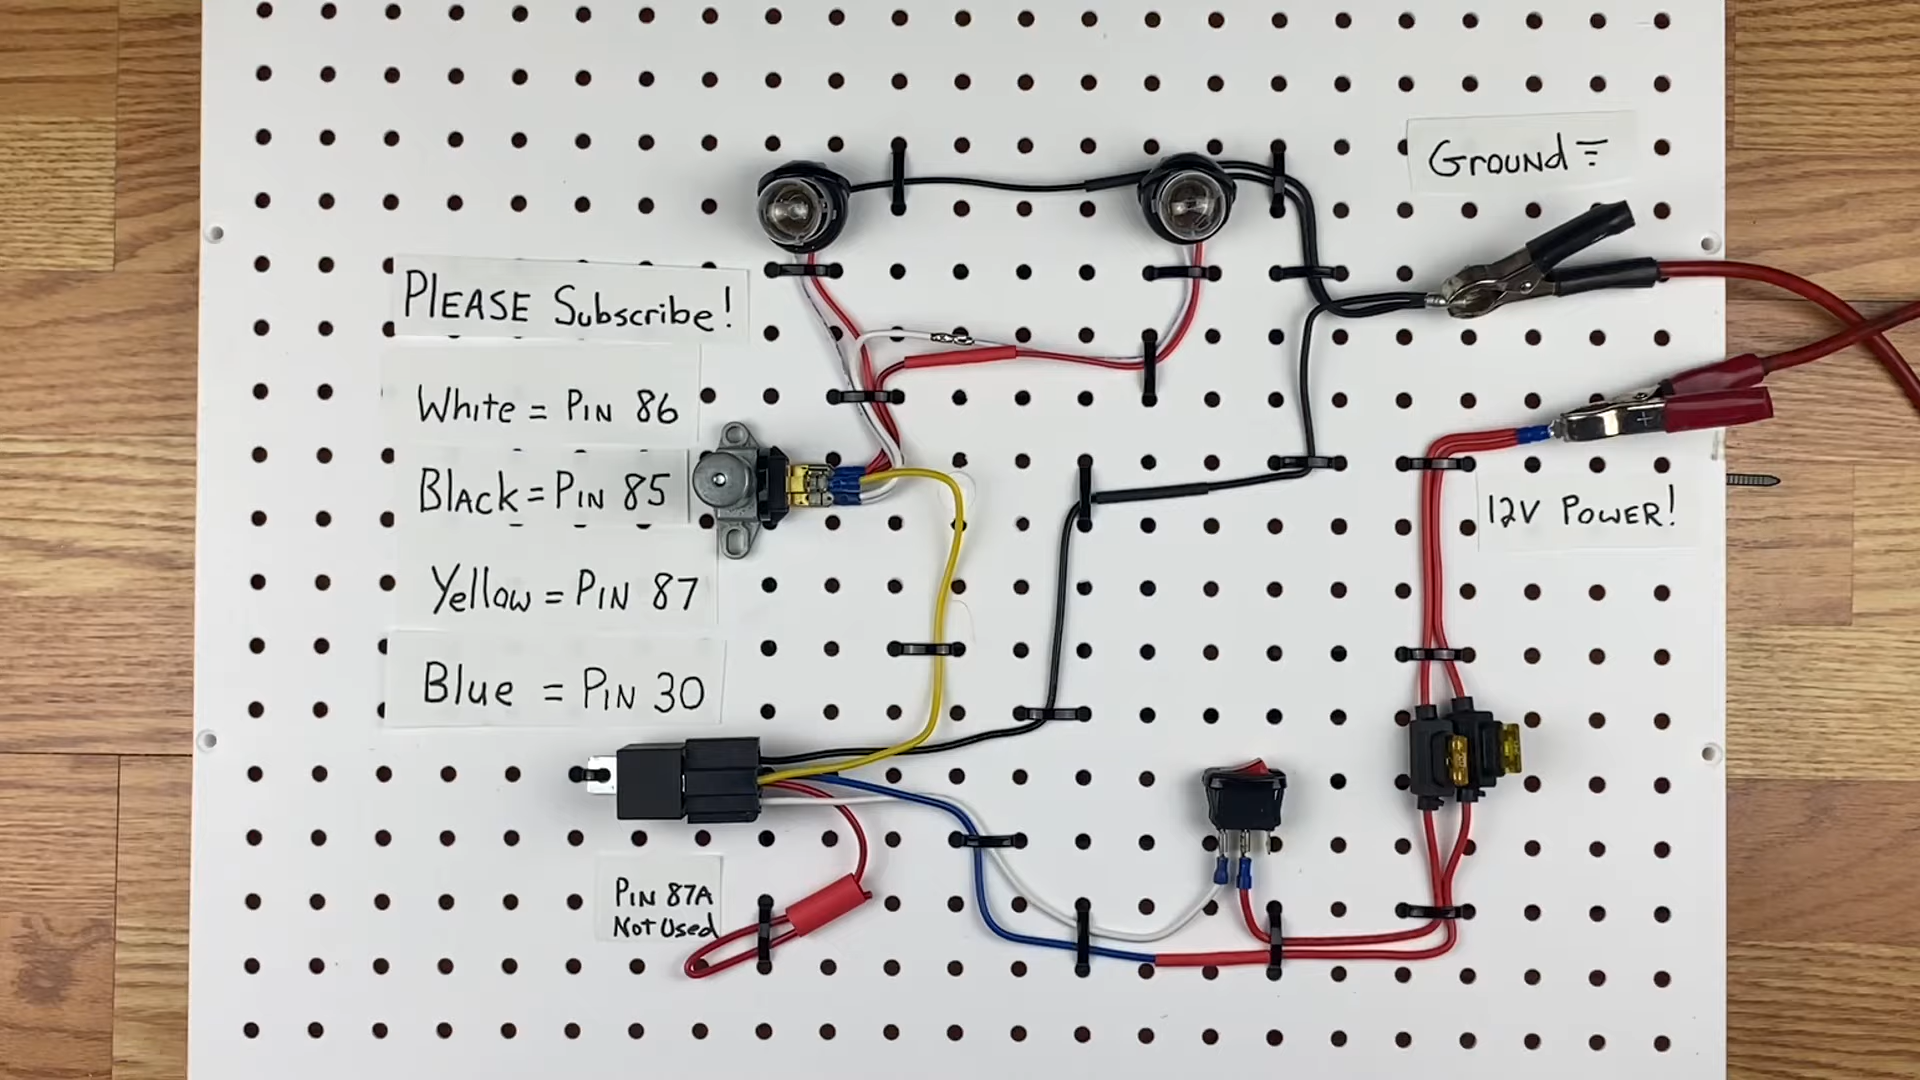 Ground
PLEASE Subscribe!
White = PIN 86
Black = PIN 85
12V POWER!
Yellow = PIN 87
Blue = PIN 30
PIN 87A
Not Used